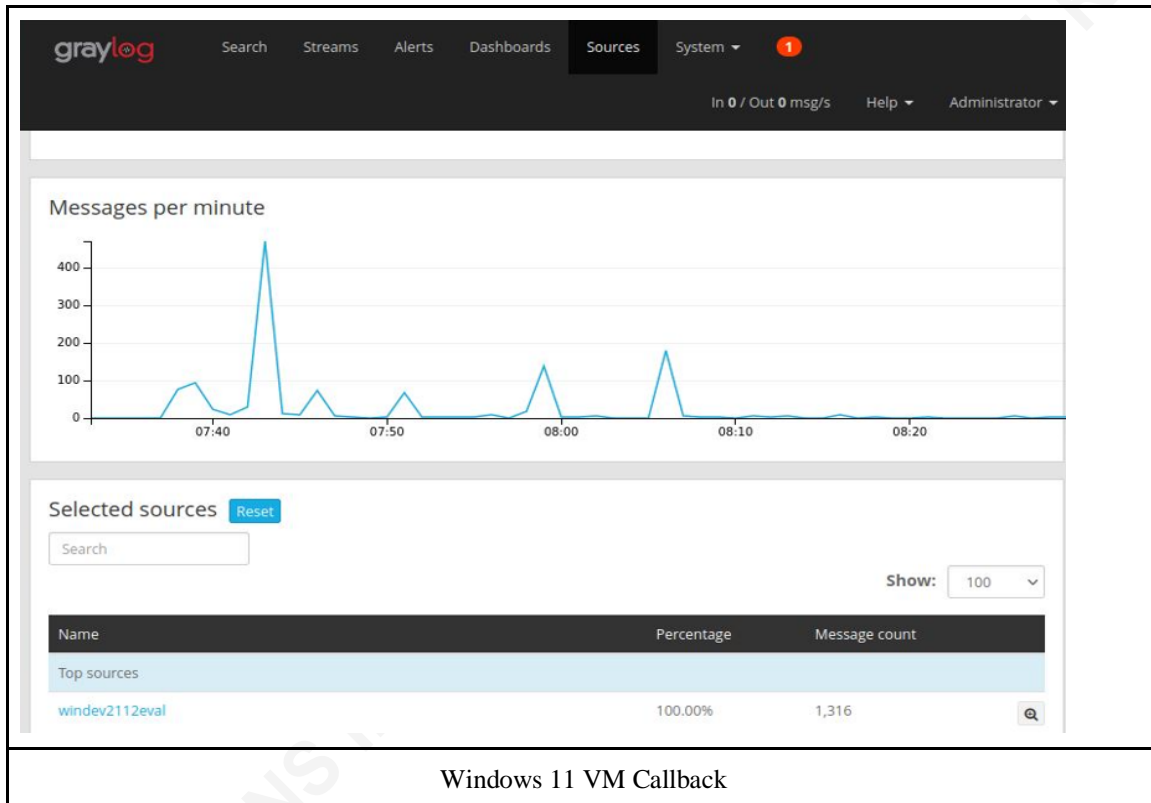 graylog Search Streams Alerts Dashboards Sources System 1
In 0 / Out 0 msg/s Help Administrator
Messages per minute
400
300
200
100
0
07:40 07:50 08:00 08:10 08:20
Selected sources Reset
Search
Show: 100
Name Percentage Message count
Top sources
windev2112eval 100.00% 1,316
Windows 11 VM Callback